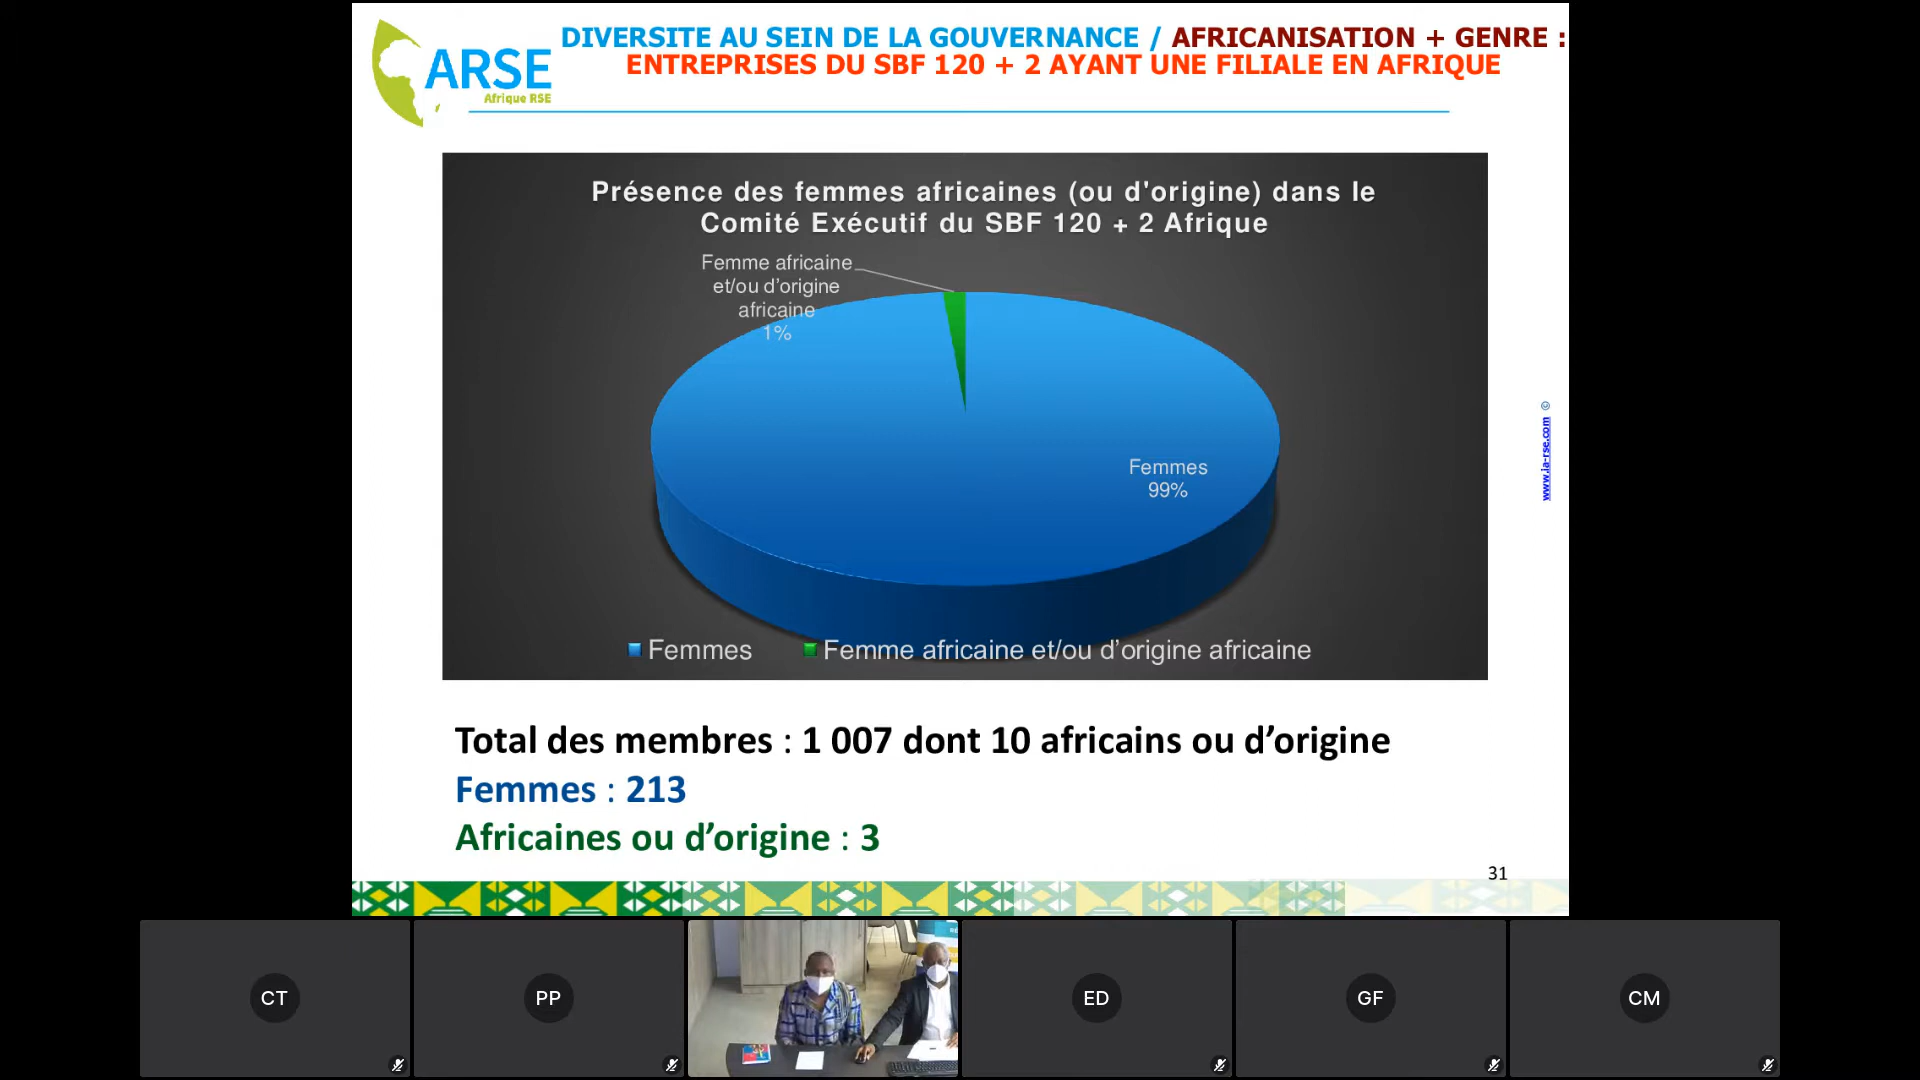 DIVERSITE AU SEIN DE LA GOUVERNANCE / AFRICANISATION + GENRE :
ENTREPRISES DU SBF 120 + 2 AYANT UNE FILIALE EN AFRIQUE
ARSE
Afrique RSE
Présence des femmes africaines (ou d'origine) dans le
Comité Exécutif du SBF 120 + 2 Afrique
Femme africaine
et/ou d’origine
africaine
1%
Femmes
99%
Femmes
Femme africaine et/ou d’origine africaine
www.ia-rse.com ©
Total des membres : 1 007 dont 10 africains ou d’origine
Femmes : 213
Africaines ou d’origine : 3
31
CT
PP
ED
GF
CM